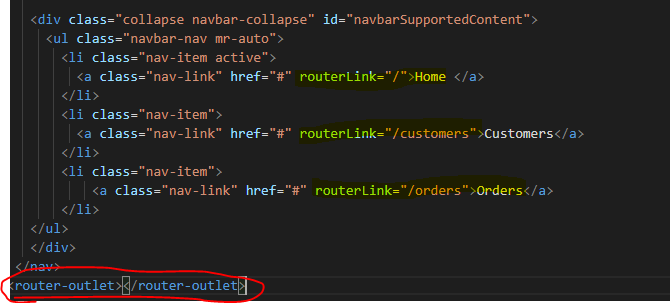 <div class="collapse navbar-collapse" id="navbarSupportedContent">
<ul class="navbar-nav mr-auto">
<li class="nav-item active">
<a class="nav-link" href="#" routerLink="/">Home </a>
</li>
<li class="nav-item">
<a class="nav-link" href="#" routerLink="/customers">Customers</a>
</li>
<li class="nav-item">
<a class="nav-link" href="#" routerLink="/orders">Orders</a>
</li>
</ul>
</div>
</nav>
<router-outlet></router-outlet>